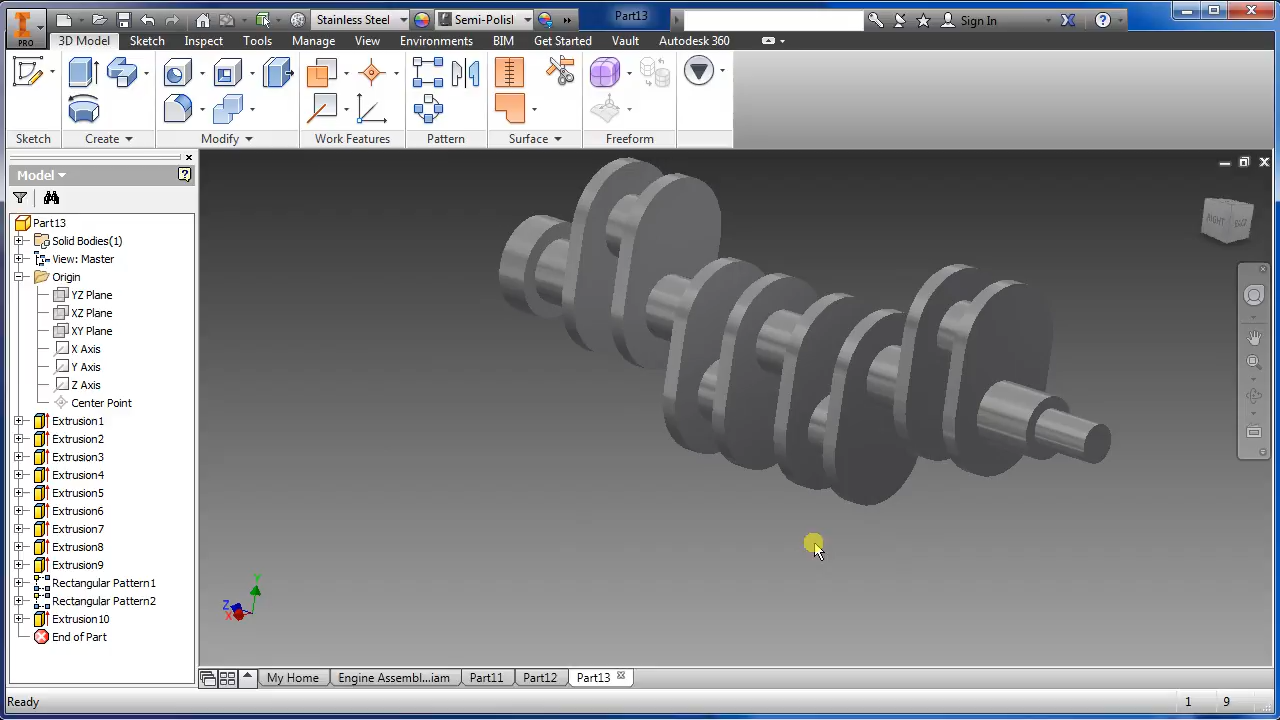 PRO
Stainless Steel
Semi-Polisl
Part13
Sign In
3D Model
Sketch
Inspect
Tools
Manage
View
Environments
BIM
Get Started
Vault
Autodesk 360
Sketch
Create
Modify
Work Features
Pattern
Surface
Freeform
Model
Part13
Solid Bodies(1)
View: Master
Origin
YZ Plane
XZ Plane
XY Plane
X Axis
Y Axis
Z Axis
Center Point
Extrusion1
Extrusion2
Extrusion3
Extrusion4
Extrusion5
Extrusion6
Extrusion7
Extrusion8
Extrusion9
Rectangular Pattern1
Rectangular Pattern2
Extrusion10
End of Part
RIGHT
Y
Z
X
My Home
Engine Assembl...iam
Part11
Part12
Part13
Ready
1
9